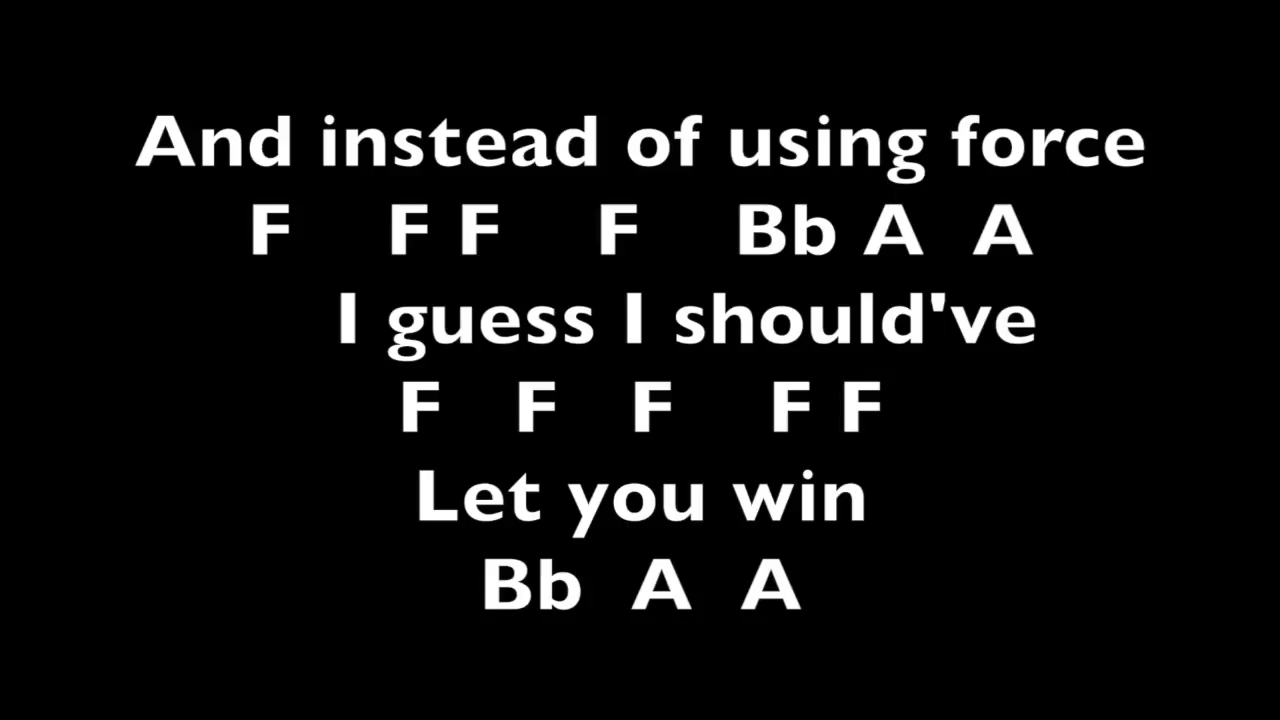 And instead of using force
F F F F Bb A A
I guess I should've
F F F F F
Let you win
Bb A A